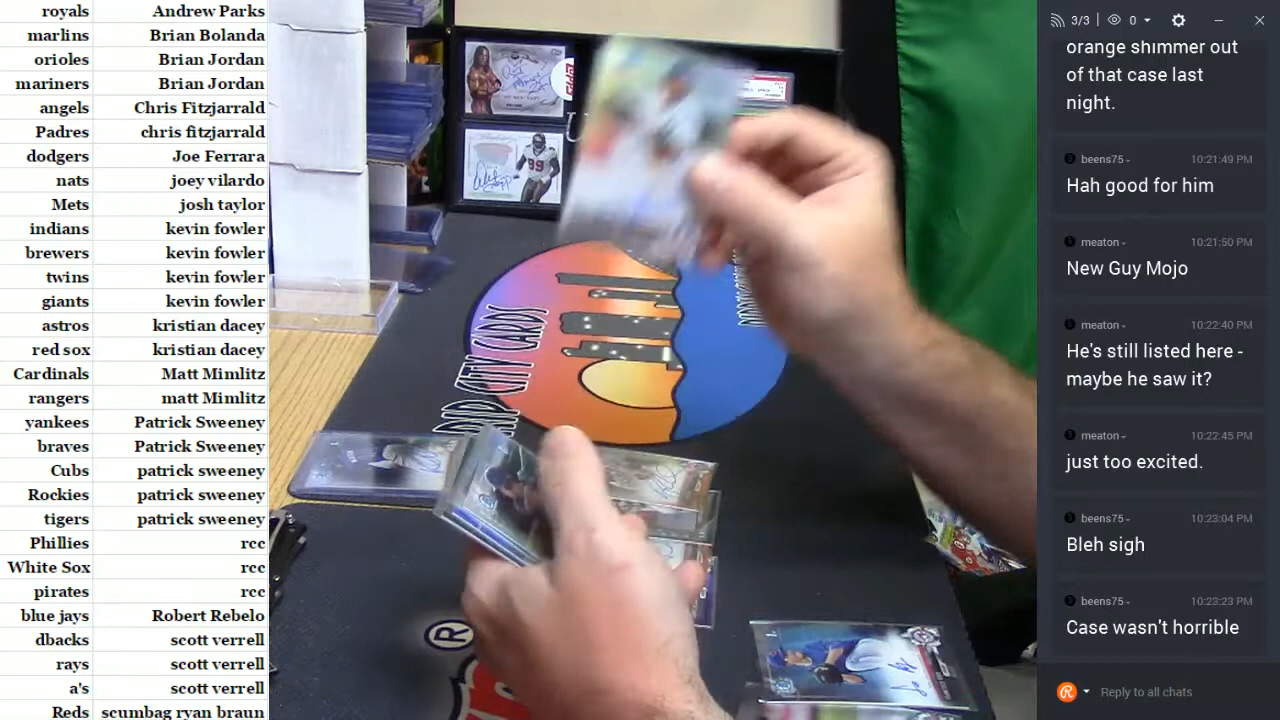 royals Andrew Parks
marlins Brian Bolanda
orioles Brian Jordan
mariners Brian Jordan
angels Chris Fitzjarrald
Padres chris fitzjarrald
dodgers Joe Ferrara
nats joey vilardo
Mets josh taylor
indians kevin fowler
brewers kevin fowler
twins kevin fowler
giants kevin fowler
astros kristian dacey
red sox kristian dacey
Cardinals Matt Mimlitz
rangers matt Mimlitz
yankees Patrick Sweeney
braves Patrick Sweeney
Cubs patrick sweeney
Rockies patrick sweeney
tigers patrick sweeney
Phillies rcc
White Sox rcc
pirates rcc
blue jays Robert Rebelo
dbacks scott verrell
rays scott verrell
a's scott verrell
Reds scumbag ryan braun
99
RIP CITY CARDS
®
3/3
0
orange shimmer out
of that case last
night.
beens75 10:21:49 PM
Hah good for him
meaton 10:21:50 PM
New Guy Mojo
meaton 10:22:40 PM
He's still listed here -
maybe he saw it?
meaton 10:22:45 PM
just too excited.
beens75 10:23:04 PM
Bleh sigh
beens75 10:23:23 PM
Case wasn't horrible
Reply to all chats